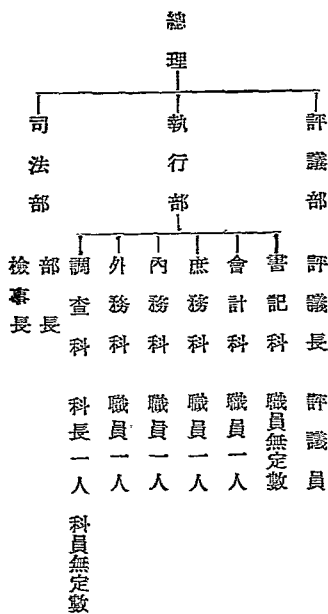 總理
評議部 評議長 評議員
執行部
書記科 職員無定數
會計科 職員一人
庶務科 職員一人
內務科 職員一人
外務科 職員一人
調查科 科長一人 科員無定數
司法部 部長
檢事長